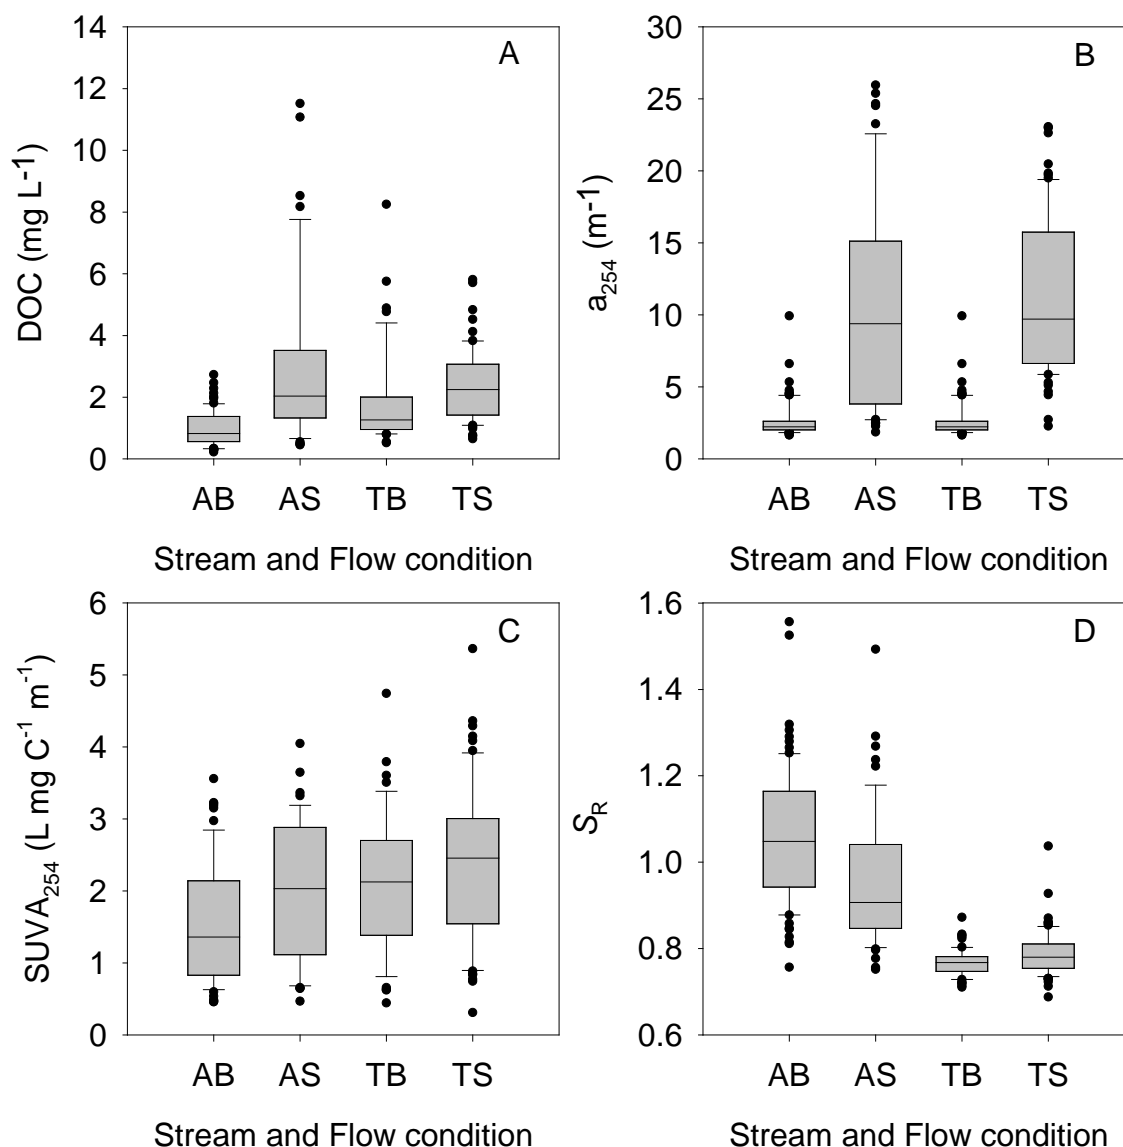 A
DOC (mg L-1)
14
12
10
8
6
4
2
0
AB AS TB TS
Stream and Flow condition
B
a254 (m-1)
30
25
20
15
10
5
0
AB AS TB TS
Stream and Flow condition
C
SUVA254 (L mg C-1 m-1)
6
5
4
3
2
1
0
AB AS TB TS
Stream and Flow condition
D
SR
1.6
1.4
1.2
1.0
0.8
0.6
AB AS TB TS
Stream and Flow condition